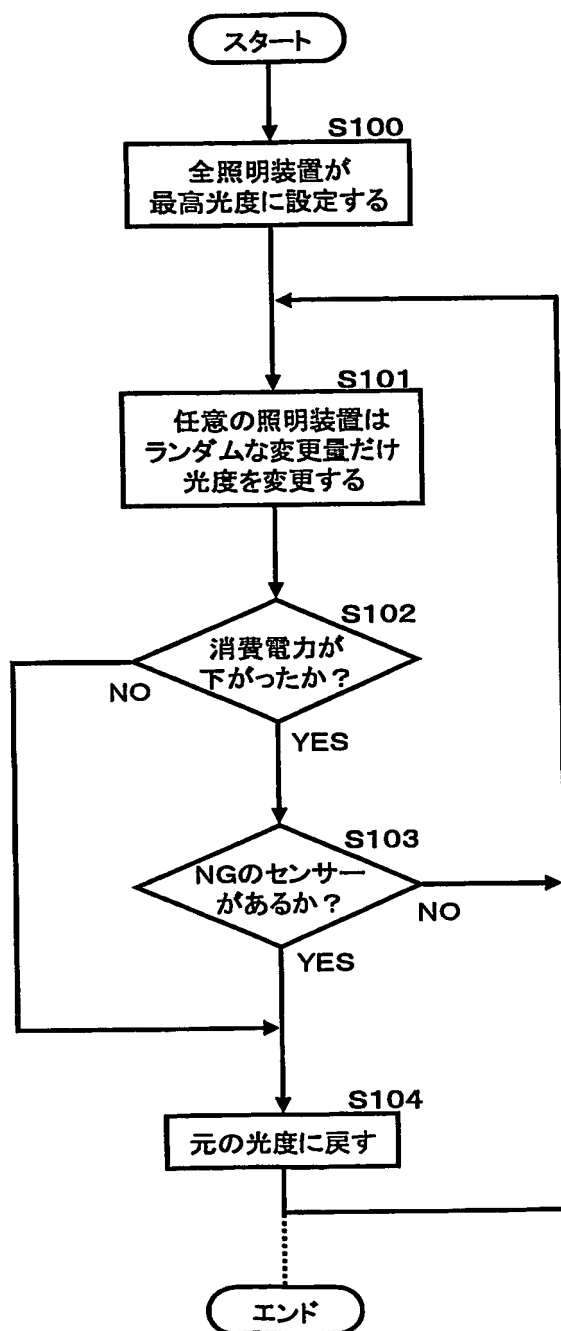 スタート
S100
全照明装置が
最高光度に設定する
S101
任意の照明装置は
ランダムな変更量だけ
光度を変更する
S102
消費電力が
下がったか？
NO
YES
S103
NGのセンサー
があるか？
NO
YES
S104
元の光度に戻す
エンド